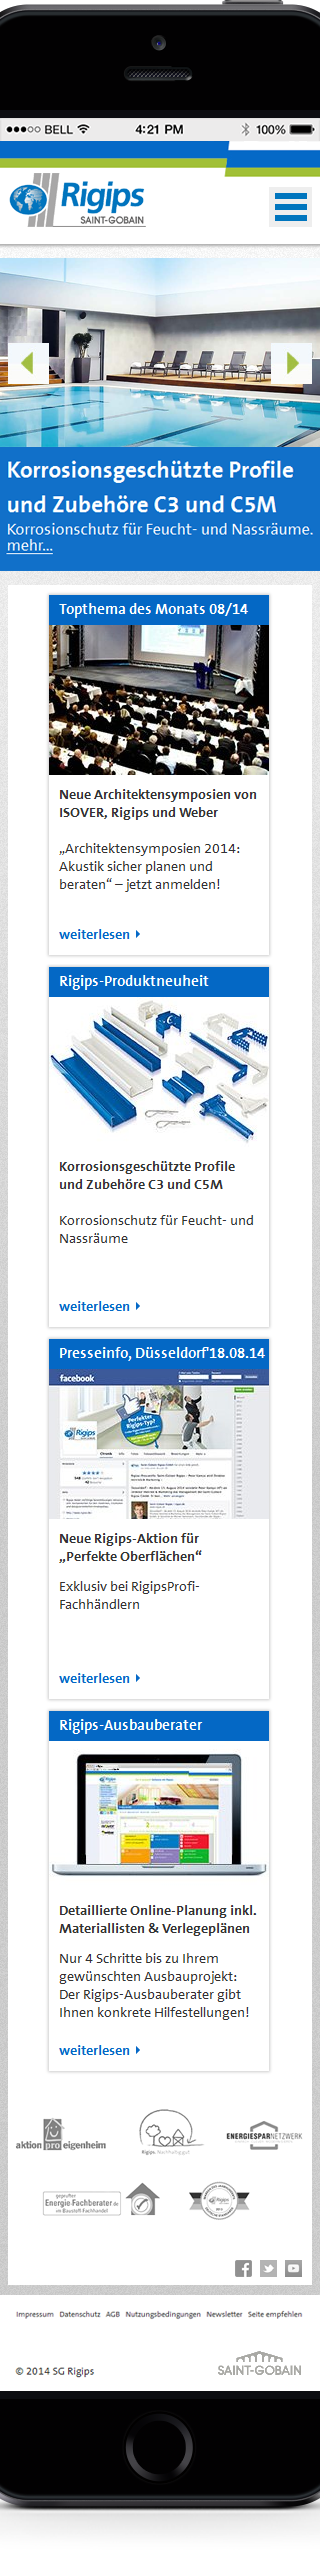 BELL
4:21 PM
100%
Rigips
SAINT-GOBAIN
Korrosionsgeschützte Profile
und Zubehöre C3 und C5M
Korrosionschutz für Feucht- und Nassräume.
mehr...
Topthema des Monats 08/14
Neue Architektensymposien von
ISOVER, Rigips und Weber
„Architektensymposien 2014:
Akustik sicher planen und
beraten“ – jetzt anmelden!
weiterlesen
Rigips-Produktneuheit
Korrosionsgeschützte Profile
und Zubehöre C3 und C5M
Korrosionschutz für Feucht- und
Nassräume
weiterlesen
Presseinfo, Düsseldorf'18.08.14
facebook
Perfekter
Rigips-Typ?
Rigips
Neue Rigips-Aktion für
„Perfekte Oberflächen“
Exklusiv bei RigipsProfi-
Fachhändlern
weiterlesen
Rigips-Ausbauberater
Detaillierte Online-Planung inkl.
Materiallisten & Verlegeplänen
Nur 4 Schritte bis zu Ihrem
gewünschten Ausbauprojekt:
Der Rigips-Ausbauberater gibt
Ihnen konkrete Hilfestellungen!
weiterlesen
aktion pro eigenheim
ENERGIESPARNETZWERK
geprüfter
Energie-Fachberater.de
im Baustoff-Fachhandel
Rigips
Impressum Datenschutz AGB Nutzungsbedingungen Newsletter Seite empfehlen
© 2014 SG Rigips
SAINT-GOBAIN